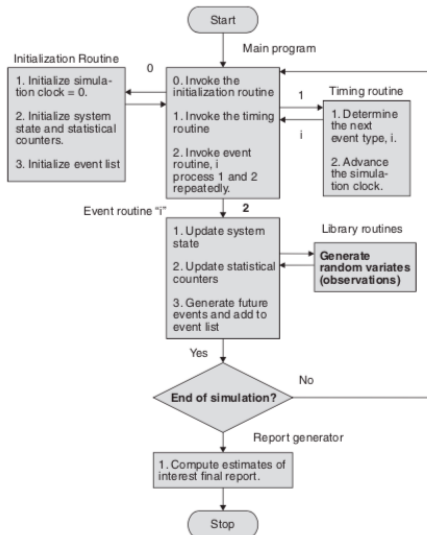 Start
Main program
Initialization Routine
0
1. Initialize simula-
tion clock = 0.
2. Initialize system
state and statistical
counters.
3. Initialize event list
0. Invoke the
initialization routine
1. Invoke the timing
routine
2. Invoke event
routine, i
process 1 and 2
repeatedly.
1
i
Timing routine
1. Determine
the next
event type, i.
2. Advance
the simula-
tion clock.
Event routine “i”
2
1. Update system
state
2. Update statistical
counters
3. Generate future
events and add to
event list
Library routines
Generate
random variates
(observations)
Yes
No
End of simulation?
Report generator
1. Compute estimates of
interest final report.
Stop